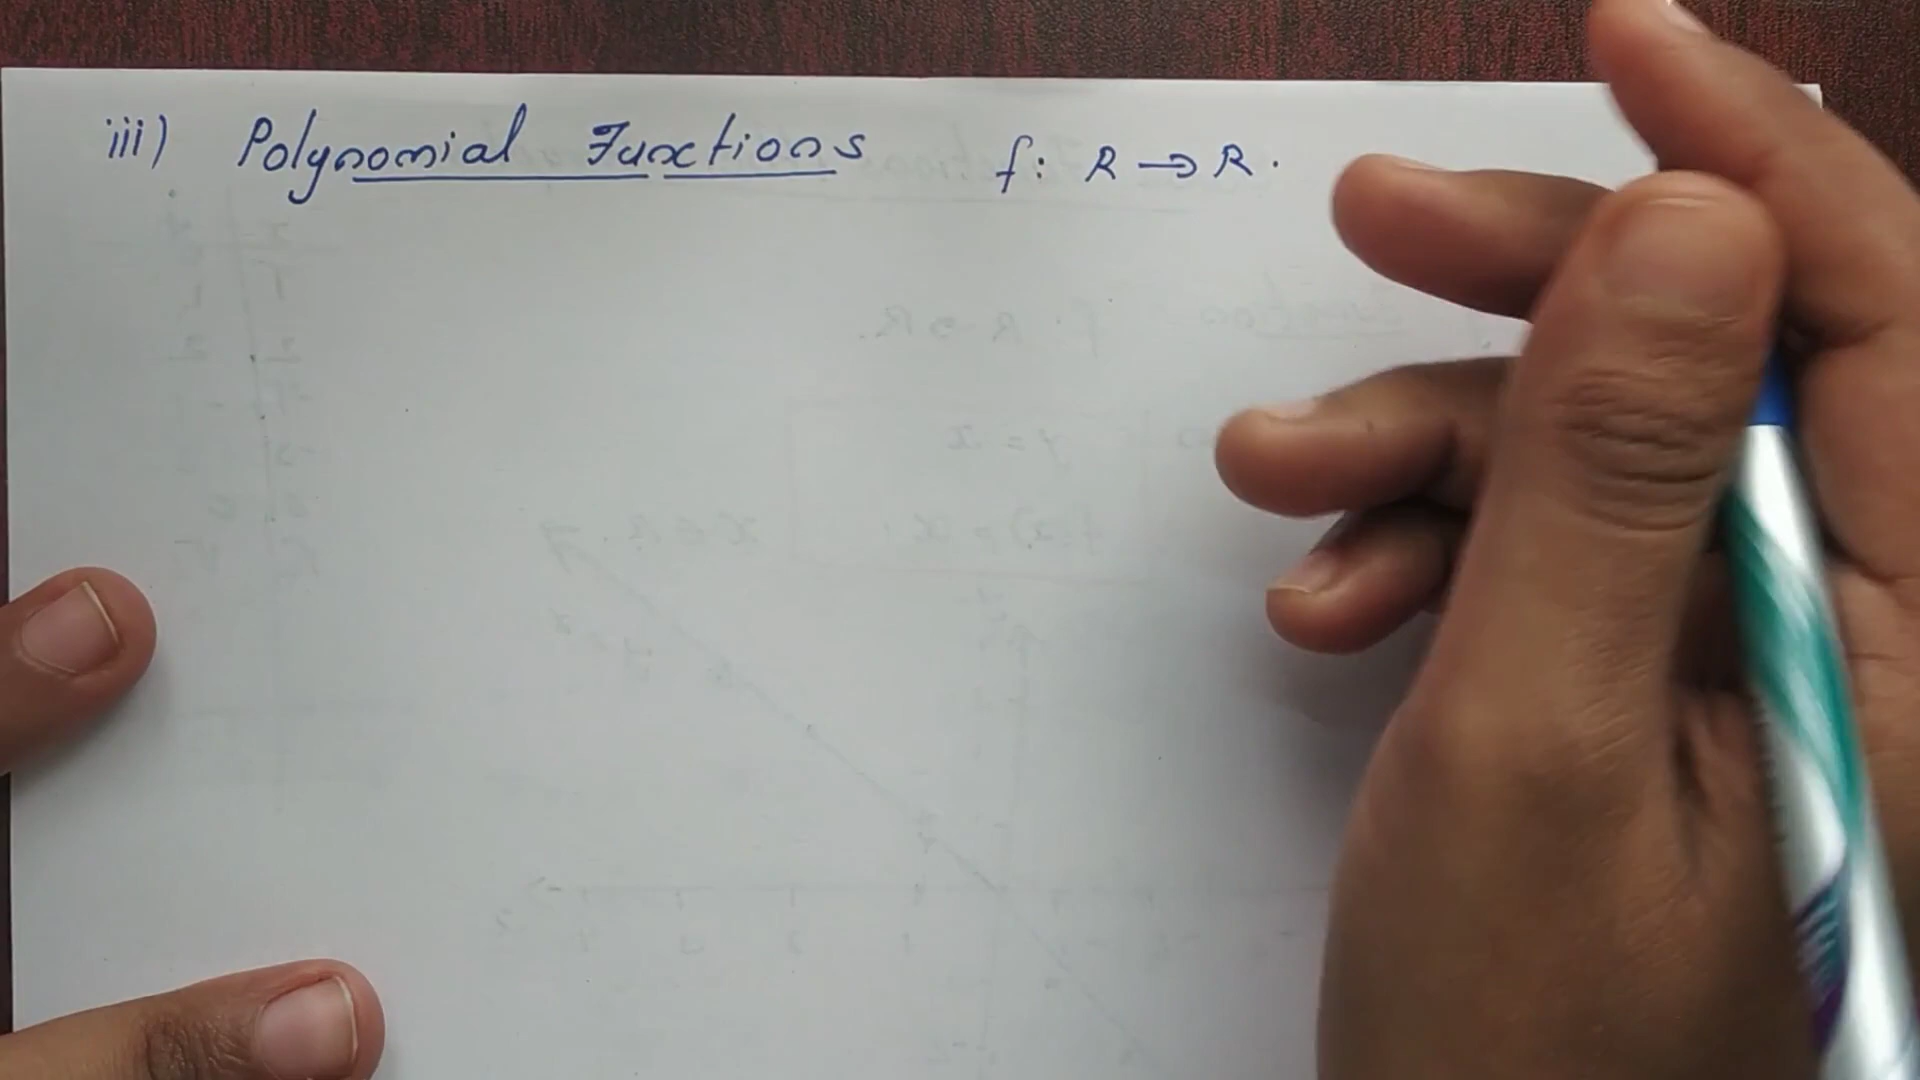 iii) Polynomial Functions f: R → R.